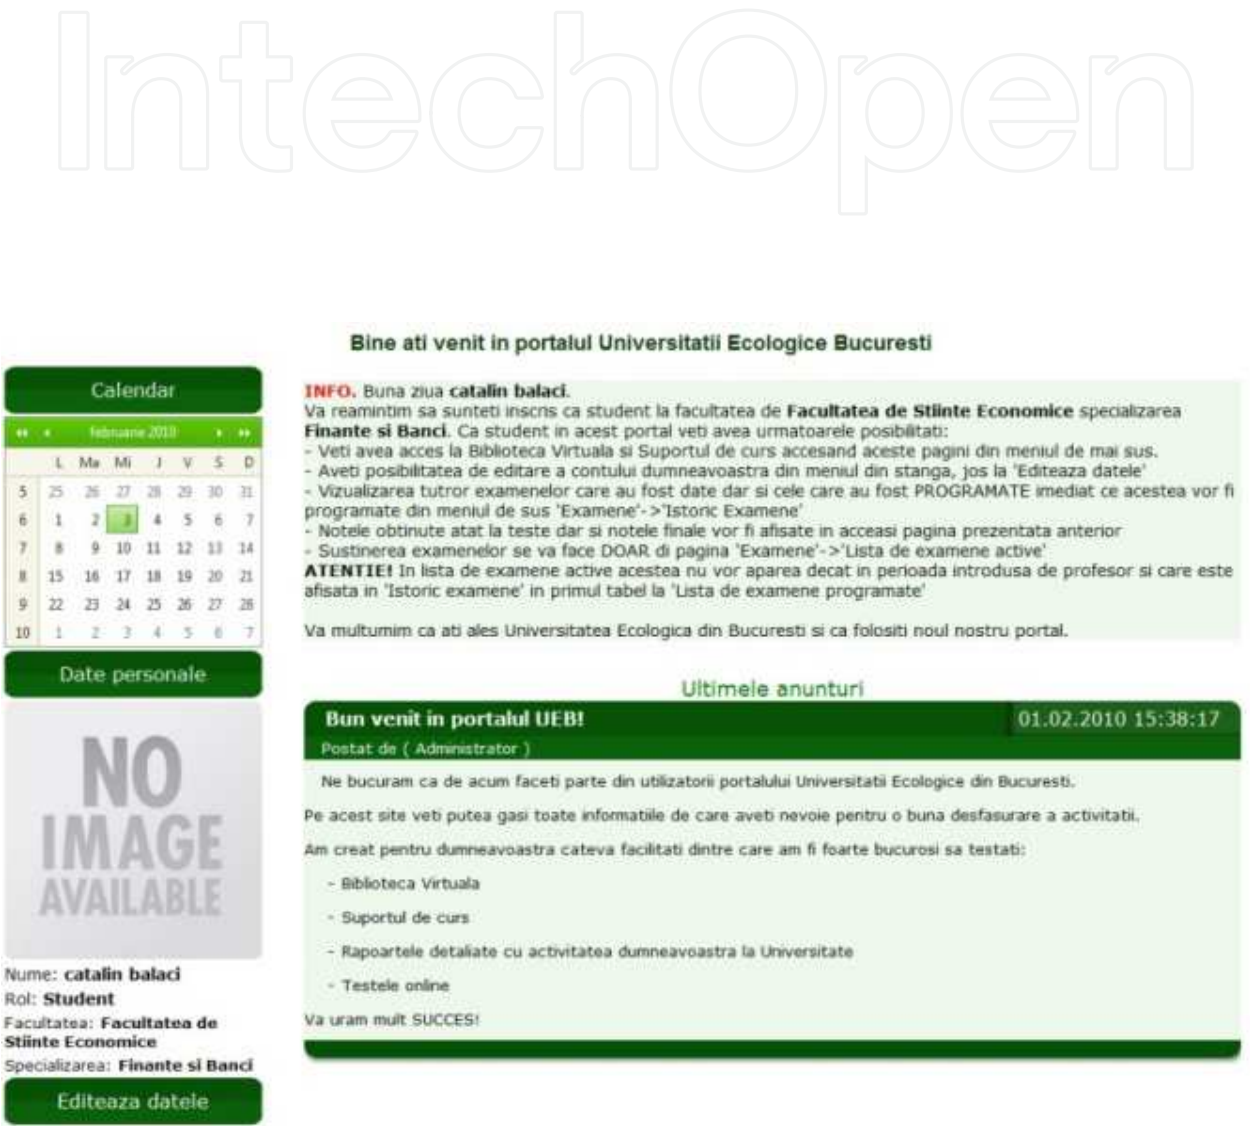 IntechOpen
Bine ati venit in portalul Universitatii Ecologice Bucuresti
Calendar
februarie 2010
L Ma Mi J V S D
5 25 26 27 28 29 30 31
6 1 2 3 4 5 6 7
7 8 9 10 11 12 13 14
8 15 16 17 18 19 20 21
9 22 23 24 25 26 27 28
10 1 2 3 4 5 6 7
Date personale
NO
IMAGE
AVAILABLE
Nume: catalin balaci
Rol: Student
Facultatea: Facultatea de
Stiinte Economice
Specializarea: Finante si Banci
Editeaza datele
INFO. Buna ziua catalin balaci.
Va reamintim sa sunteti inscris ca student la facultatea de Facultatea de Stiinte Economice specializarea
Finante si Banci. Ca student in acest portal veti avea urmatoarele posibilitati:
- Veti avea acces la Biblioteca Virtuala si Suportul de curs accesand aceste pagini din meniul de mai sus.
- Aveti posibilitatea de editare a contului dumneavoastra din meniul din stanga, jos la 'Editeaza datele'
- Vizualizarea tutror examenelor care au fost date dar si cele care au fost PROGRAMATE imediat ce acestea vor fi
programate din meniul de sus 'Examene'->'Istoric Examene'
- Notele obtinute atat la teste dar si notele finale vor fi afisate in acceasi pagina prezentata anterior
- Sustinerea examenelor se va face DOAR di pagina 'Examene'->'Lista de examene active'
ATENTIE! In lista de examene active acestea nu vor aparea decat in perioada introdusa de profesor si care este
afisata in 'Istoric examene' in primul tabel la 'Lista de examene programate'
Va multumim ca ati ales Universitatea Ecologica din Bucuresti si ca folositi noul nostru portal.
Ultimele anunturi
Bun venit in portalul UEB! 01.02.2010 15:38:17
Postat de ( Administrator )
Ne bucuram ca de acum faceti parte din utilizatorii portalului Universitatii Ecologice din Bucuresti.
Pe acest site veti putea gasi toate informatiile de care aveti nevoie pentru o buna desfasurare a activitatii.
Am creat pentru dumneavoastra cateva facilitati dintre care am fi foarte bucurosi sa testati:
- Biblioteca Virtuala
- Suportul de curs
- Rapoartele detaliate cu activitatea dumneavoastra la Universitate
- Testele online
Va uram mult SUCCES!